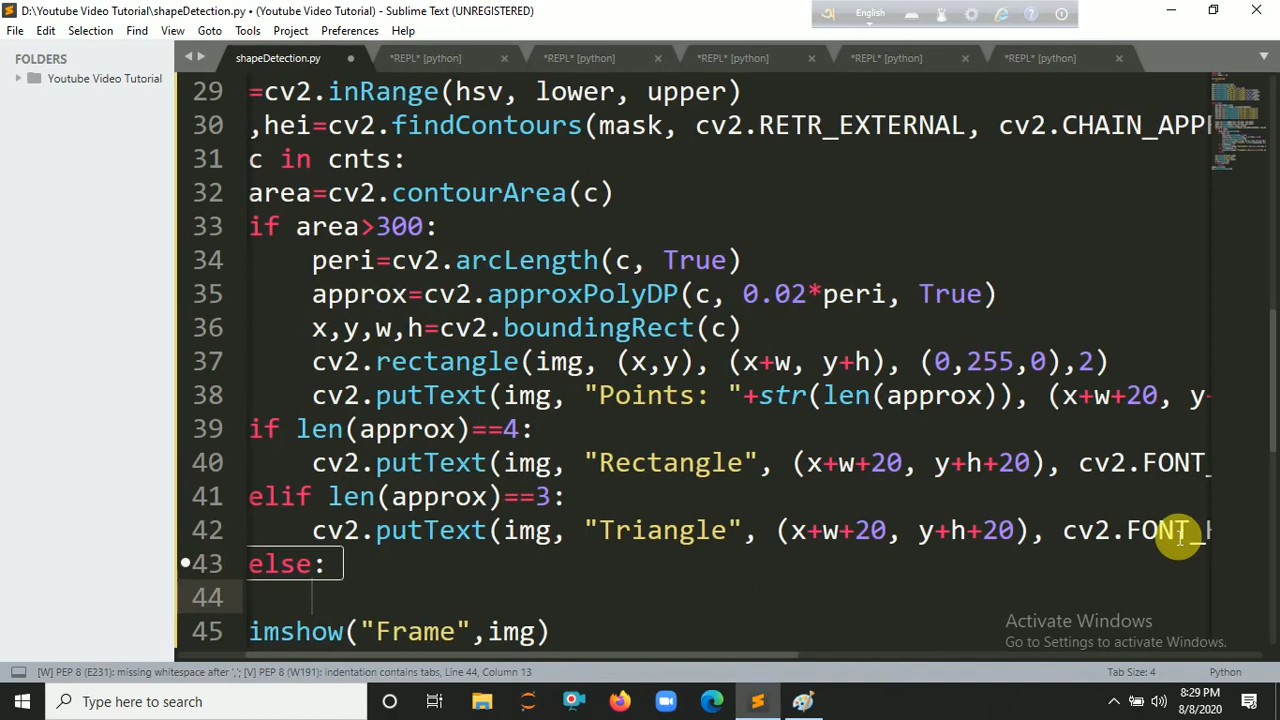 D:\Youtube Video Tutorial\shapeDetection.py • (Youtube Video Tutorial) - Sublime Text (UNREGISTERED)
English
File Edit Selection Find View Goto Tools Project Preferences Help
FOLDERS
Youtube Video Tutorial
shapeDetection.py
*REPL* [python]
*REPL* [python]
*REPL* [python]
*REPL* [python]
*REPL* [python]
29 =cv2.inRange(hsv, lower, upper)
30 ,hei=cv2.findContours(mask, cv2.RETR_EXTERNAL, cv2.CHAIN_APP
31 c in cnts:
32 area=cv2.contourArea(c)
33 if area>300:
34 peri=cv2.arcLength(c, True)
35 approx=cv2.approxPolyDP(c, 0.02*peri, True)
36 x,y,w,h=cv2.boundingRect(c)
37 cv2.rectangle(img, (x,y), (x+w, y+h), (0,255,0),2)
38 cv2.putText(img, "Points: "+str(len(approx)), (x+w+20, y
39 if len(approx)==4:
40 cv2.putText(img, "Rectangle", (x+w+20, y+h+20), cv2.FONT_
41 elif len(approx)==3:
42 cv2.putText(img, "Triangle", (x+w+20, y+h+20), cv2.FONT_
43 else:
44
45 imshow("Frame",img)
Activate Windows
Go to Settings to activate Windows.
[W] PEP 8 (E231): missing whitespace after ','; [V] PEP 8 (W191): indentation contains tabs, Line 44, Column 13
Tab Size: 4
Python
Type here to search
8:29 PM
8/8/2020